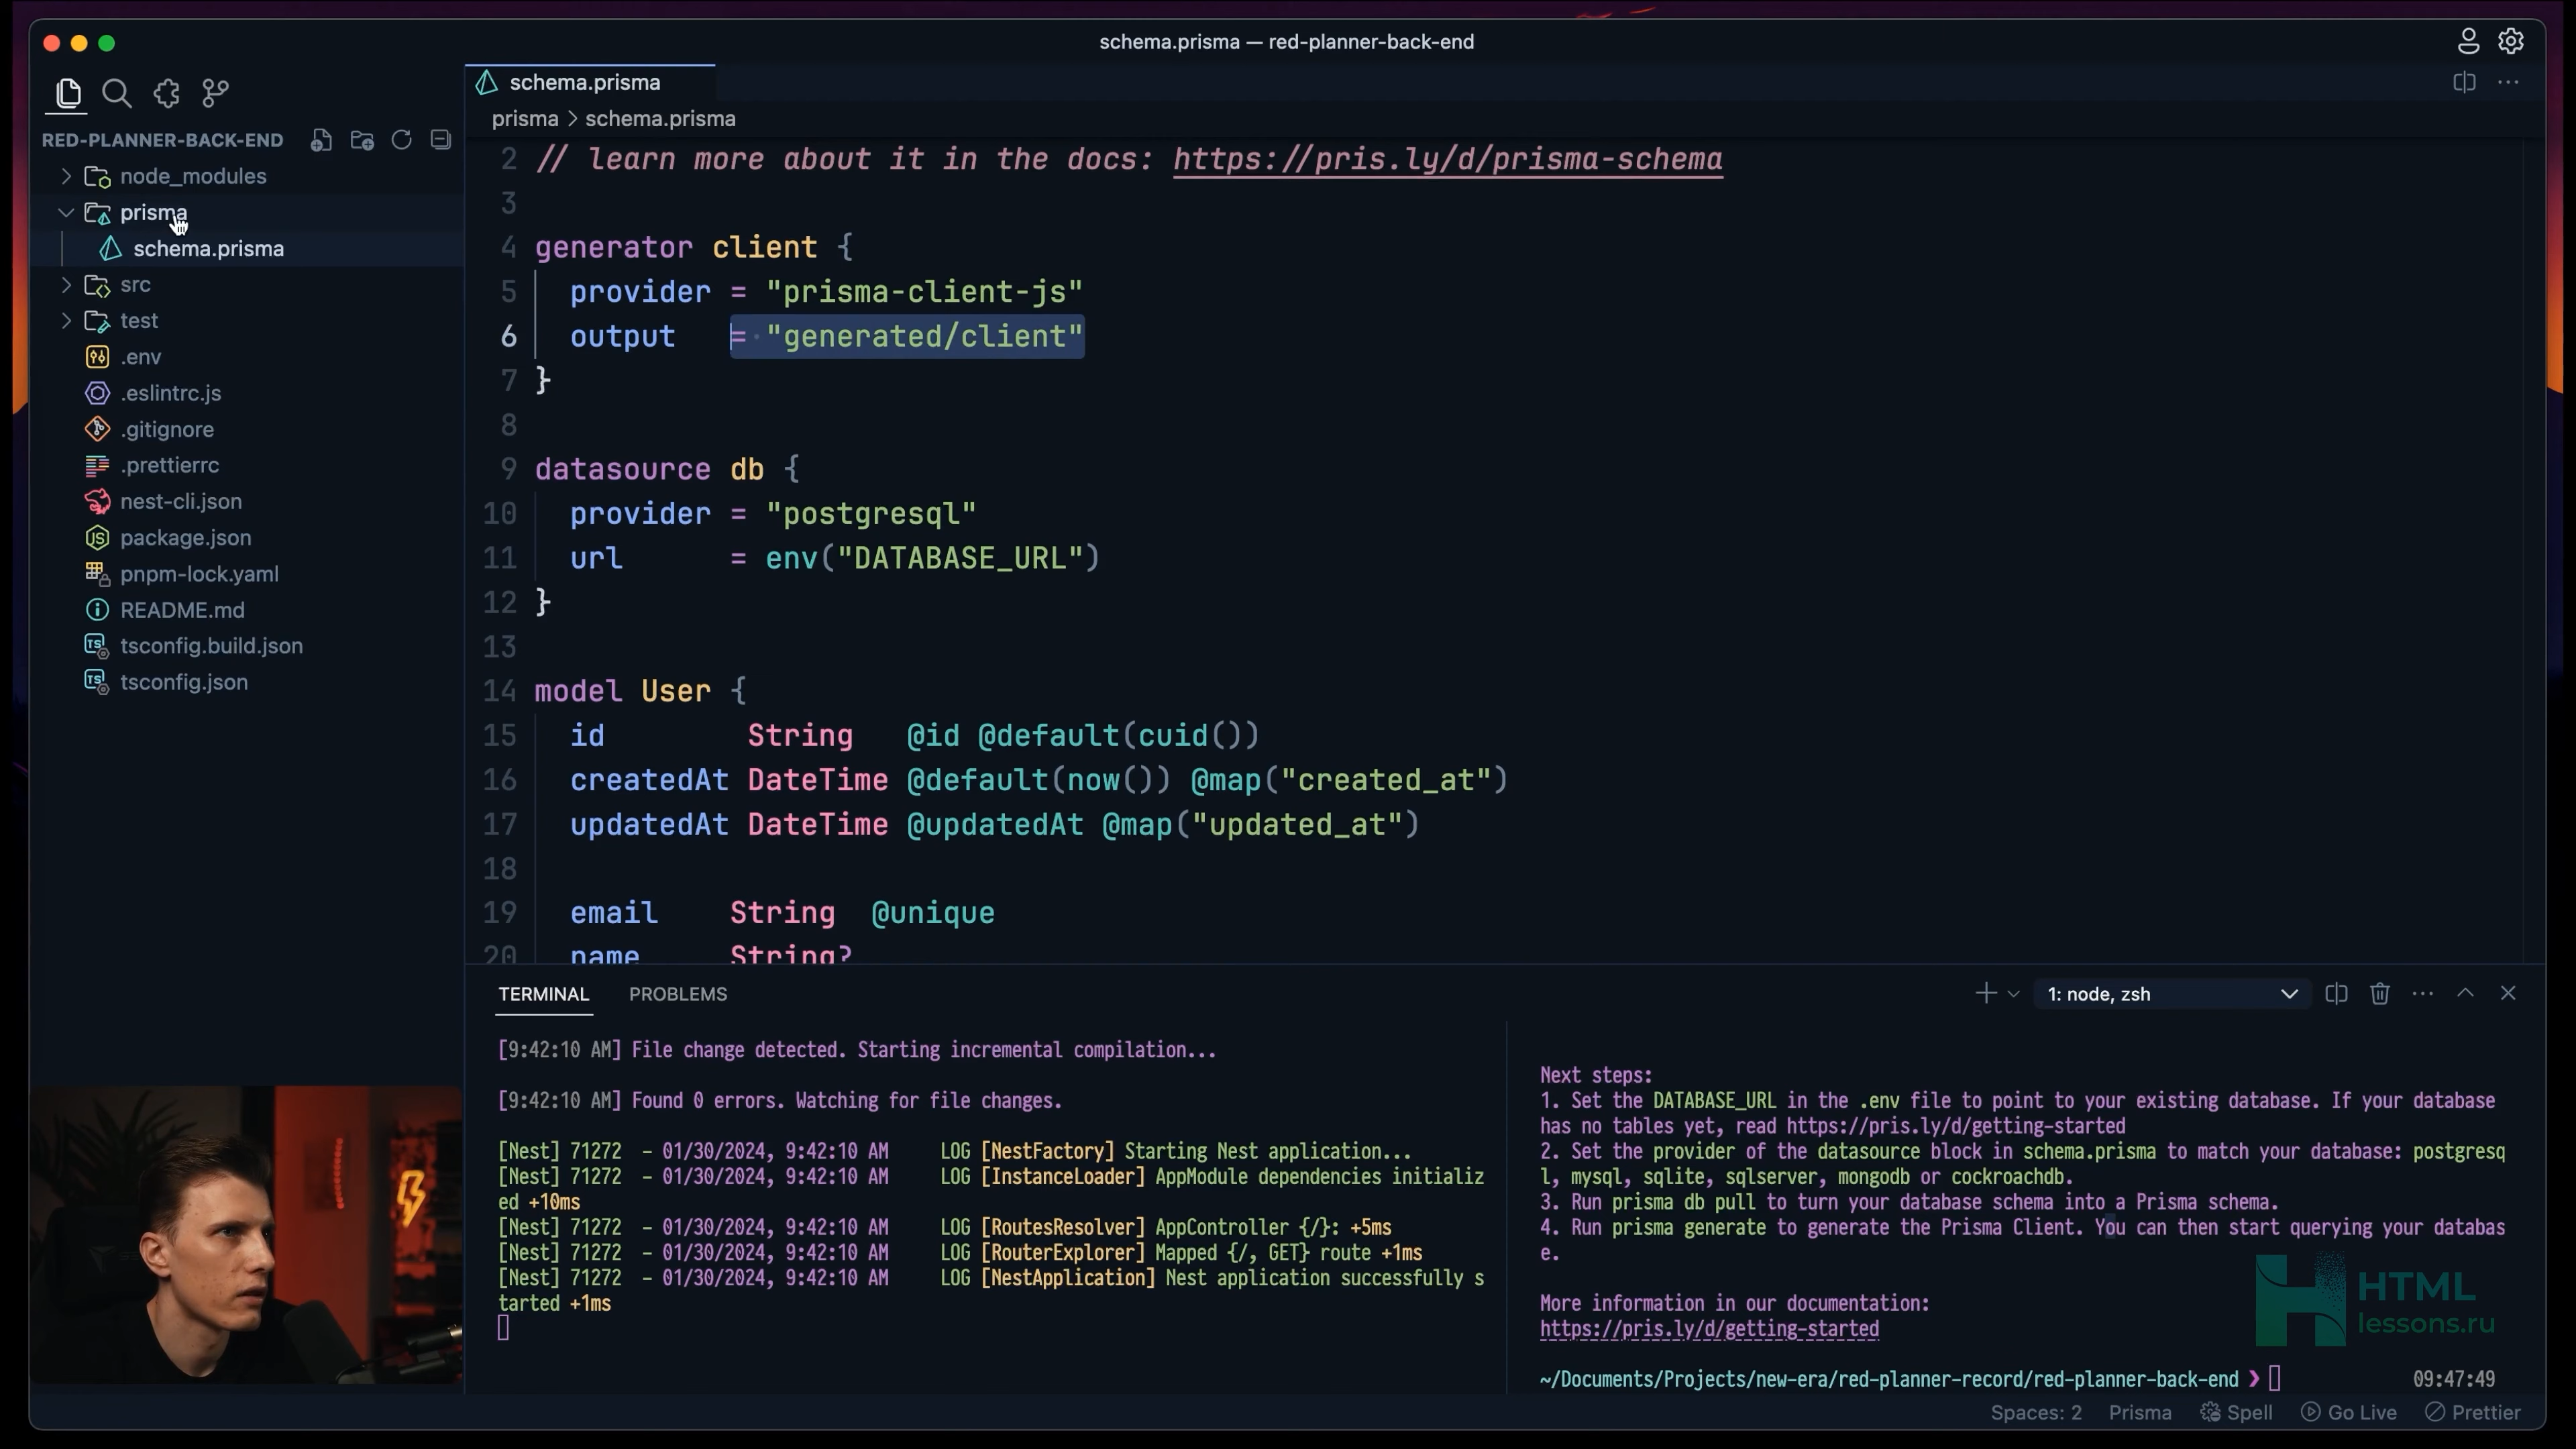 schema.prisma — red-planner-back-end
schema.prisma
RED-PLANNER-BACK-END
prisma > schema.prisma
node_modules
prisma
schema.prisma
src
test
.env
.eslintrc.js
.gitignore
.prettierrc
nest-cli.json
package.json
pnpm-lock.yaml
README.md
tsconfig.build.json
tsconfig.json
2 // learn more about it in the docs: https://pris.ly/d/prisma-schema
3
4 generator client {
5 provider = "prisma-client-js"
6 output = "generated/client"
7 }
8
9 datasource db {
10 provider = "postgresql"
11 url = env("DATABASE_URL")
12 }
13
14 model User {
15 id String @id @default(cuid())
16 createdAt DateTime @default(now()) @map("created_at")
17 updatedAt DateTime @updatedAt @map("updated_at")
18
19 email String @unique
20 name String?
TERMINAL PROBLEMS
1: node, zsh
[9:42:10 AM] File change detected. Starting incremental compilation...
[9:42:10 AM] Found 0 errors. Watching for file changes.
[Nest] 71272 - 01/30/2024, 9:42:10 AM LOG [NestFactory] Starting Nest application...
[Nest] 71272 - 01/30/2024, 9:42:10 AM LOG [InstanceLoader] AppModule dependencies initializ
ed +10ms
[Nest] 71272 - 01/30/2024, 9:42:10 AM LOG [RoutesResolver] AppController {/}: +5ms
[Nest] 71272 - 01/30/2024, 9:42:10 AM LOG [RouterExplorer] Mapped {/, GET} route +1ms
[Nest] 71272 - 01/30/2024, 9:42:10 AM LOG [NestApplication] Nest application successfully s
tarted +1ms
Next steps:
1. Set the DATABASE_URL in the .env file to point to your existing database. If your database
has no tables yet, read https://pris.ly/d/getting-started
2. Set the provider of the datasource block in schema.prisma to match your database: postgresq
l, mysql, sqlite, sqlserver, mongodb or cockroachdb.
3. Run prisma db pull to turn your database schema into a Prisma schema.
4. Run prisma generate to generate the Prisma Client. You can then start querying your databas
e.
More information in our documentation:
https://pris.ly/d/getting-started
~/Documents/Projects/new-era/red-planner-record/red-planner-back-end ❯ 09:47:49
HTML
lessons.ru
Spaces: 2 Prisma Spell Go Live Prettier